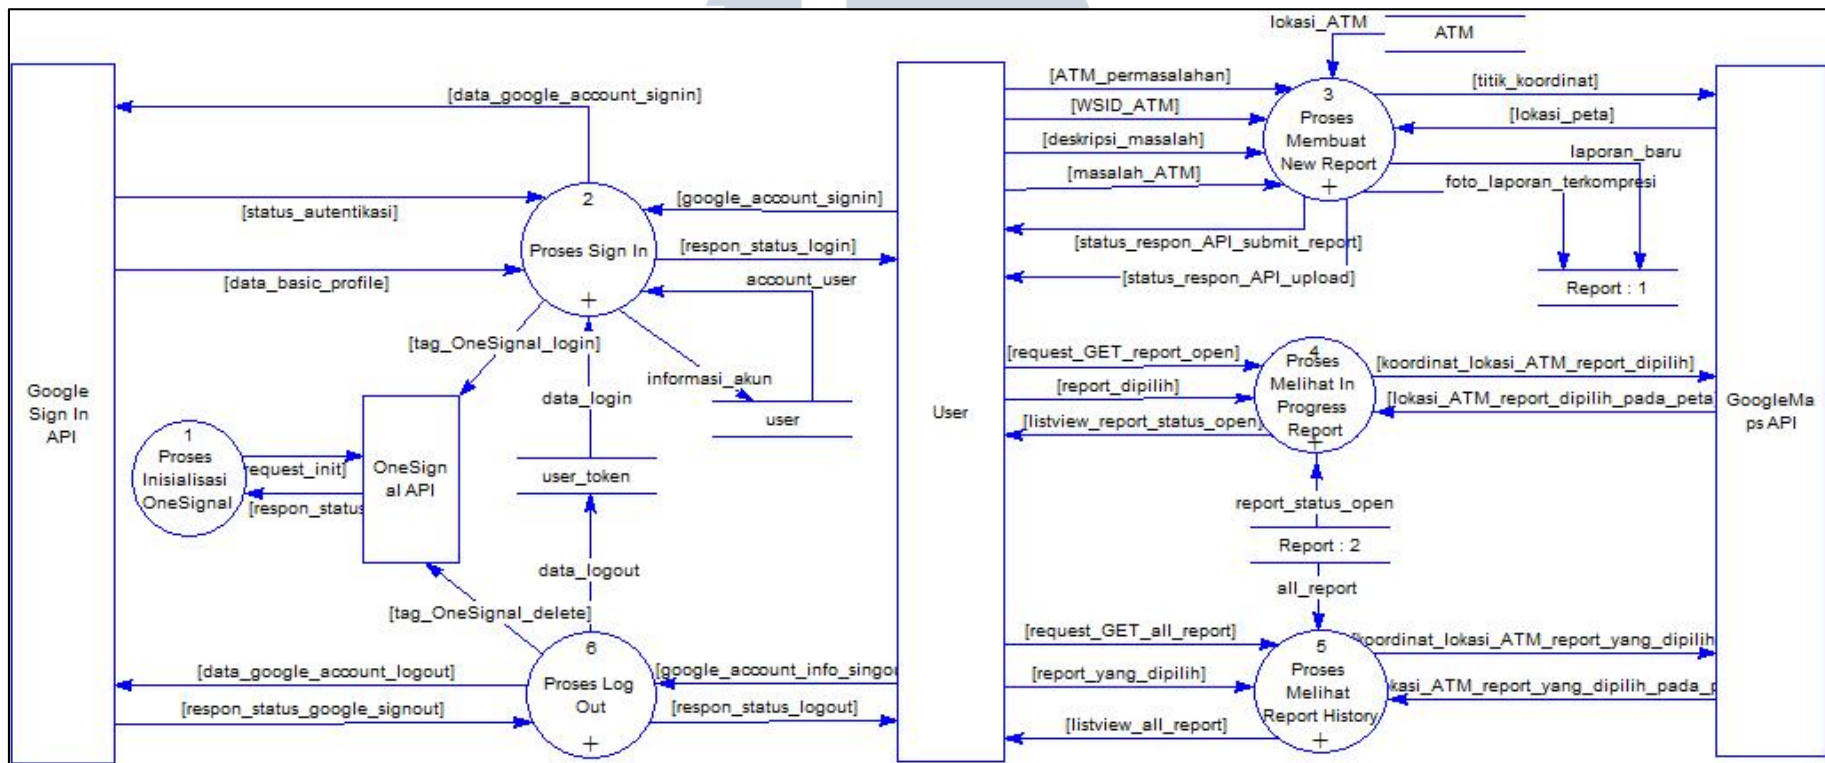 lokasi_ATM
ATM
[data_google_account_signin]
[ATM_permasalahan]
3
Proses
Membuat
New Report
+
[titik_koordinat]
[WSID_ATM]
[lokasi_peta]
[deskripsi_masalah]
laporan_baru
[masalah_ATM]
foto_laporan_terkompresi
[status_autentikasi]
2
Proses Sign In
+
[google_account_signin]
[respon_status_login]
[status_respon_API_submit_report]
[data_basic_profile]
account_user
[status_respon_API_upload]
Report : 1
[tag_OneSignal_login]
informasi_akun
data_login
user
[request_GET_report_open]
4
Proses
Melihat In
Progress
Report
+
[koordinat_lokasi_ATM_report_dipilih]
[report_dipilih]
[lokasi_ATM_report_dipilih_pada_peta]
[listview_report_status_open]
Google
Sign In
API
User
GoogleMa
ps API
1
Proses
Inisialisasi
OneSignal
request_init]
[respon_status
OneSign
al API
user_token
report_status_open
Report : 2
data_logout
all_report
[tag_OneSignal_delete]
[request_GET_all_report]
5
Proses
Melihat
Report History
+
koordinat_lokasi_ATM_report_yang_dipilih
[data_google_account_logout]
6
Proses Log
Out
+
[google_account_info_singou
[report_yang_dipilih]
kasi_ATM_report_yang_dipilih_pada_p
[respon_status_google_signout]
[respon_status_logout]
[listview_all_report]